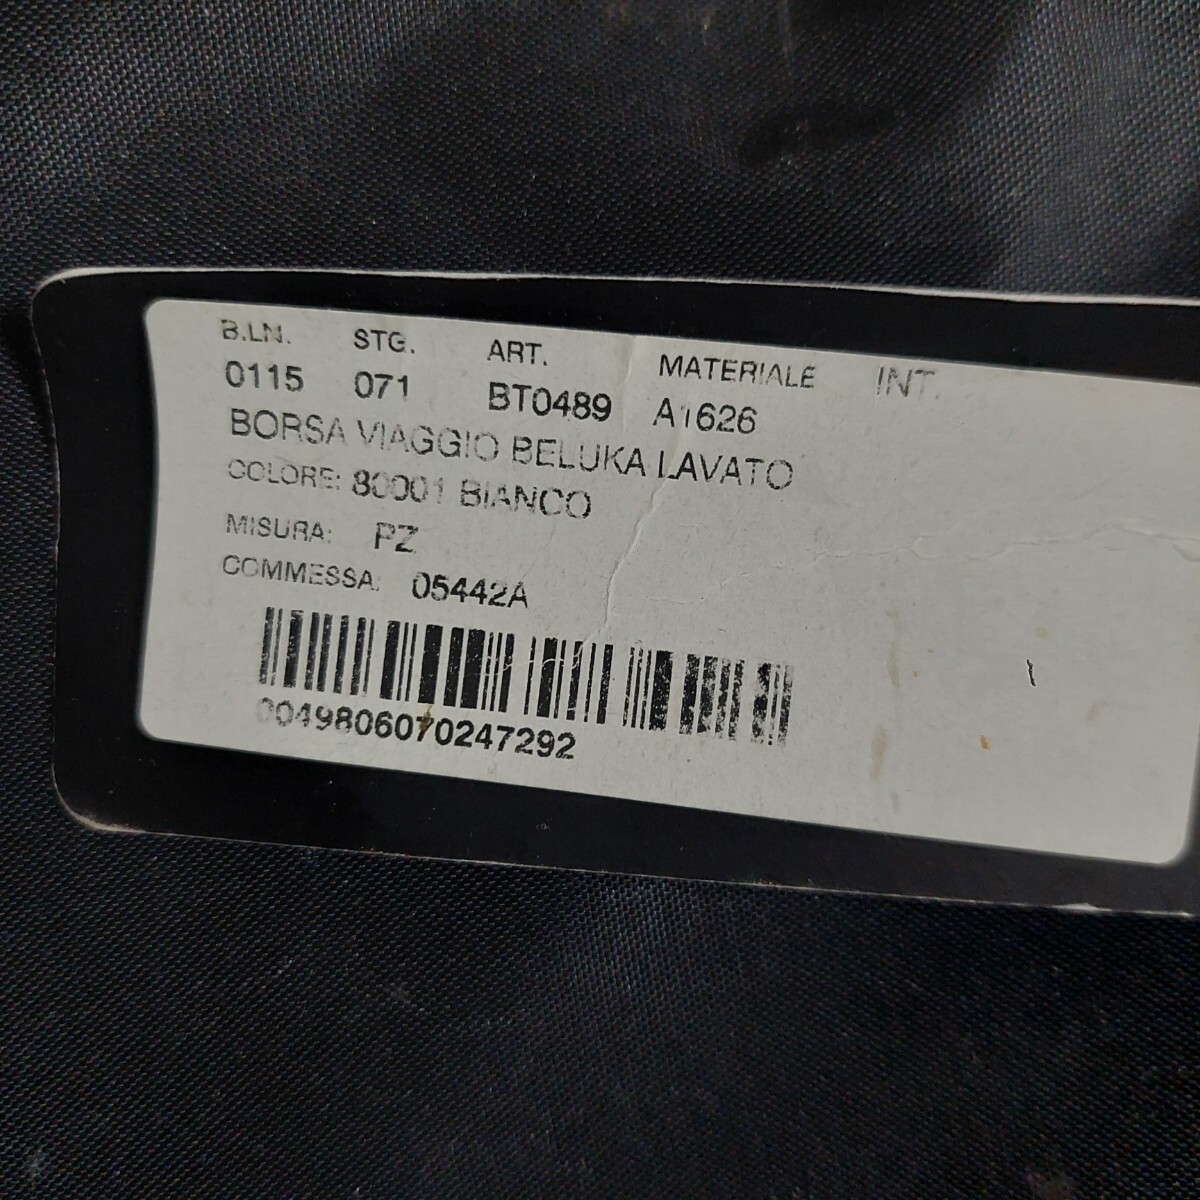 B.LN. STG. ART. MATERIALE INT.
0115 071 BT0489 A1626
BORSA VIAGGIO BELUKA LAVATO
COLORE: 80001 BIANCO
MISURA: PZ
COMMESSA: 05442A
0049806070247292